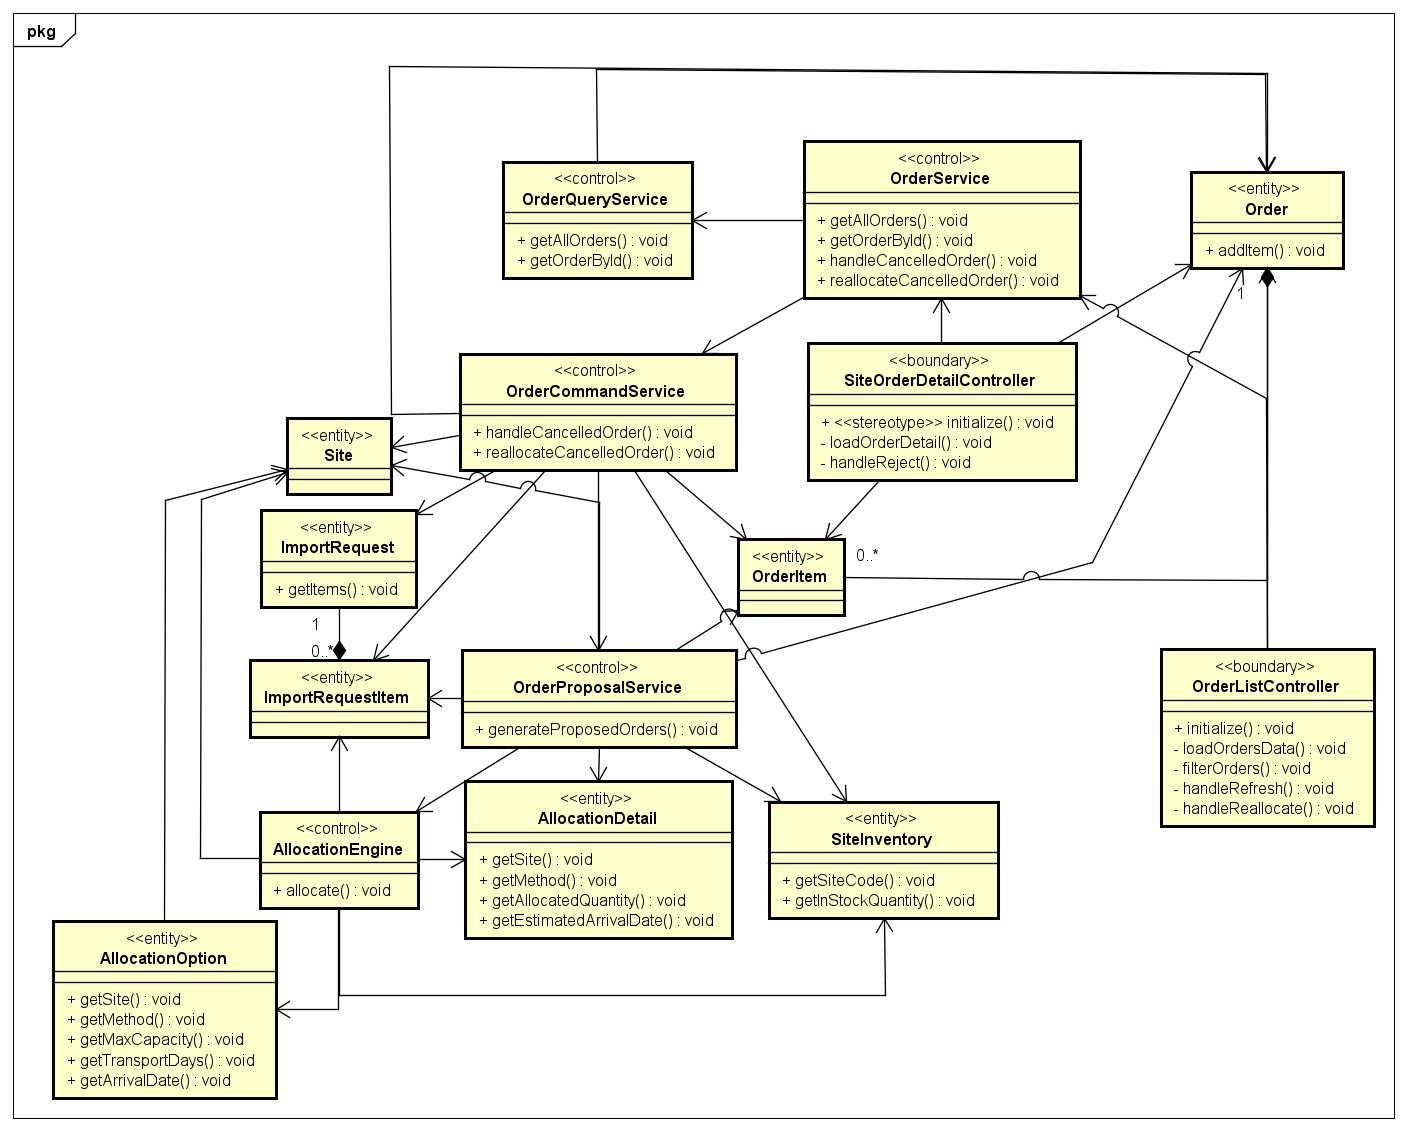 pkg
<<control>>
OrderQueryService
+ getAllOrders() : void
+ getOrderById() : void
<<control>>
OrderService
+ getAllOrders() : void
+ getOrderById() : void
+ handleCancelledOrder() : void
+ reallocateCancelledOrder() : void
<<entity>>
Order
+ addItem() : void
1
<<control>>
OrderCommandService
+ handleCancelledOrder() : void
+ reallocateCancelledOrder() : void
<<boundary>>
SiteOrderDetailController
+ <<stereotype>> initialize() : void
- loadOrderDetail() : void
- handleReject() : void
<<entity>>
Site
<<entity>>
ImportRequest
+ getItems() : void
1
0..*
<<entity>>
OrderItem
0..*
<<entity>>
ImportRequestItem
<<control>>
OrderProposalService
+ generateProposedOrders() : void
<<boundary>>
OrderListController
+ initialize() : void
- loadOrdersData() : void
- filterOrders() : void
- handleRefresh() : void
- handleReallocate() : void
<<control>>
AllocationEngine
+ allocate() : void
<<entity>>
AllocationDetail
+ getSite() : void
+ getMethod() : void
+ getAllocatedQuantity() : void
+ getEstimatedArrivalDate() : void
<<entity>>
SiteInventory
+ getSiteCode() : void
+ getInStockQuantity() : void
<<entity>>
AllocationOption
+ getSite() : void
+ getMethod() : void
+ getMaxCapacity() : void
+ getTransportDays() : void
+ getArrivalDate() : void